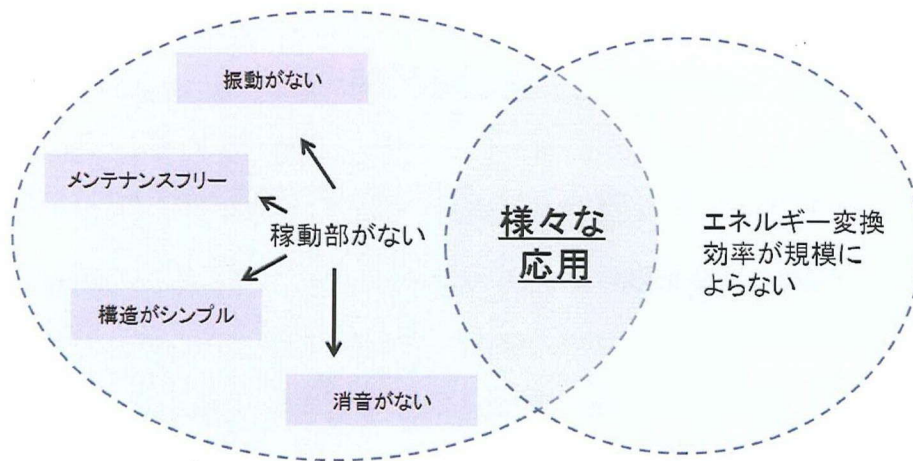 振動がない
メンテナンスフリー
稼動部がない
構造がシンプル
消音がない
様々な
応用
エネルギー変換
効率が規模に
よらない